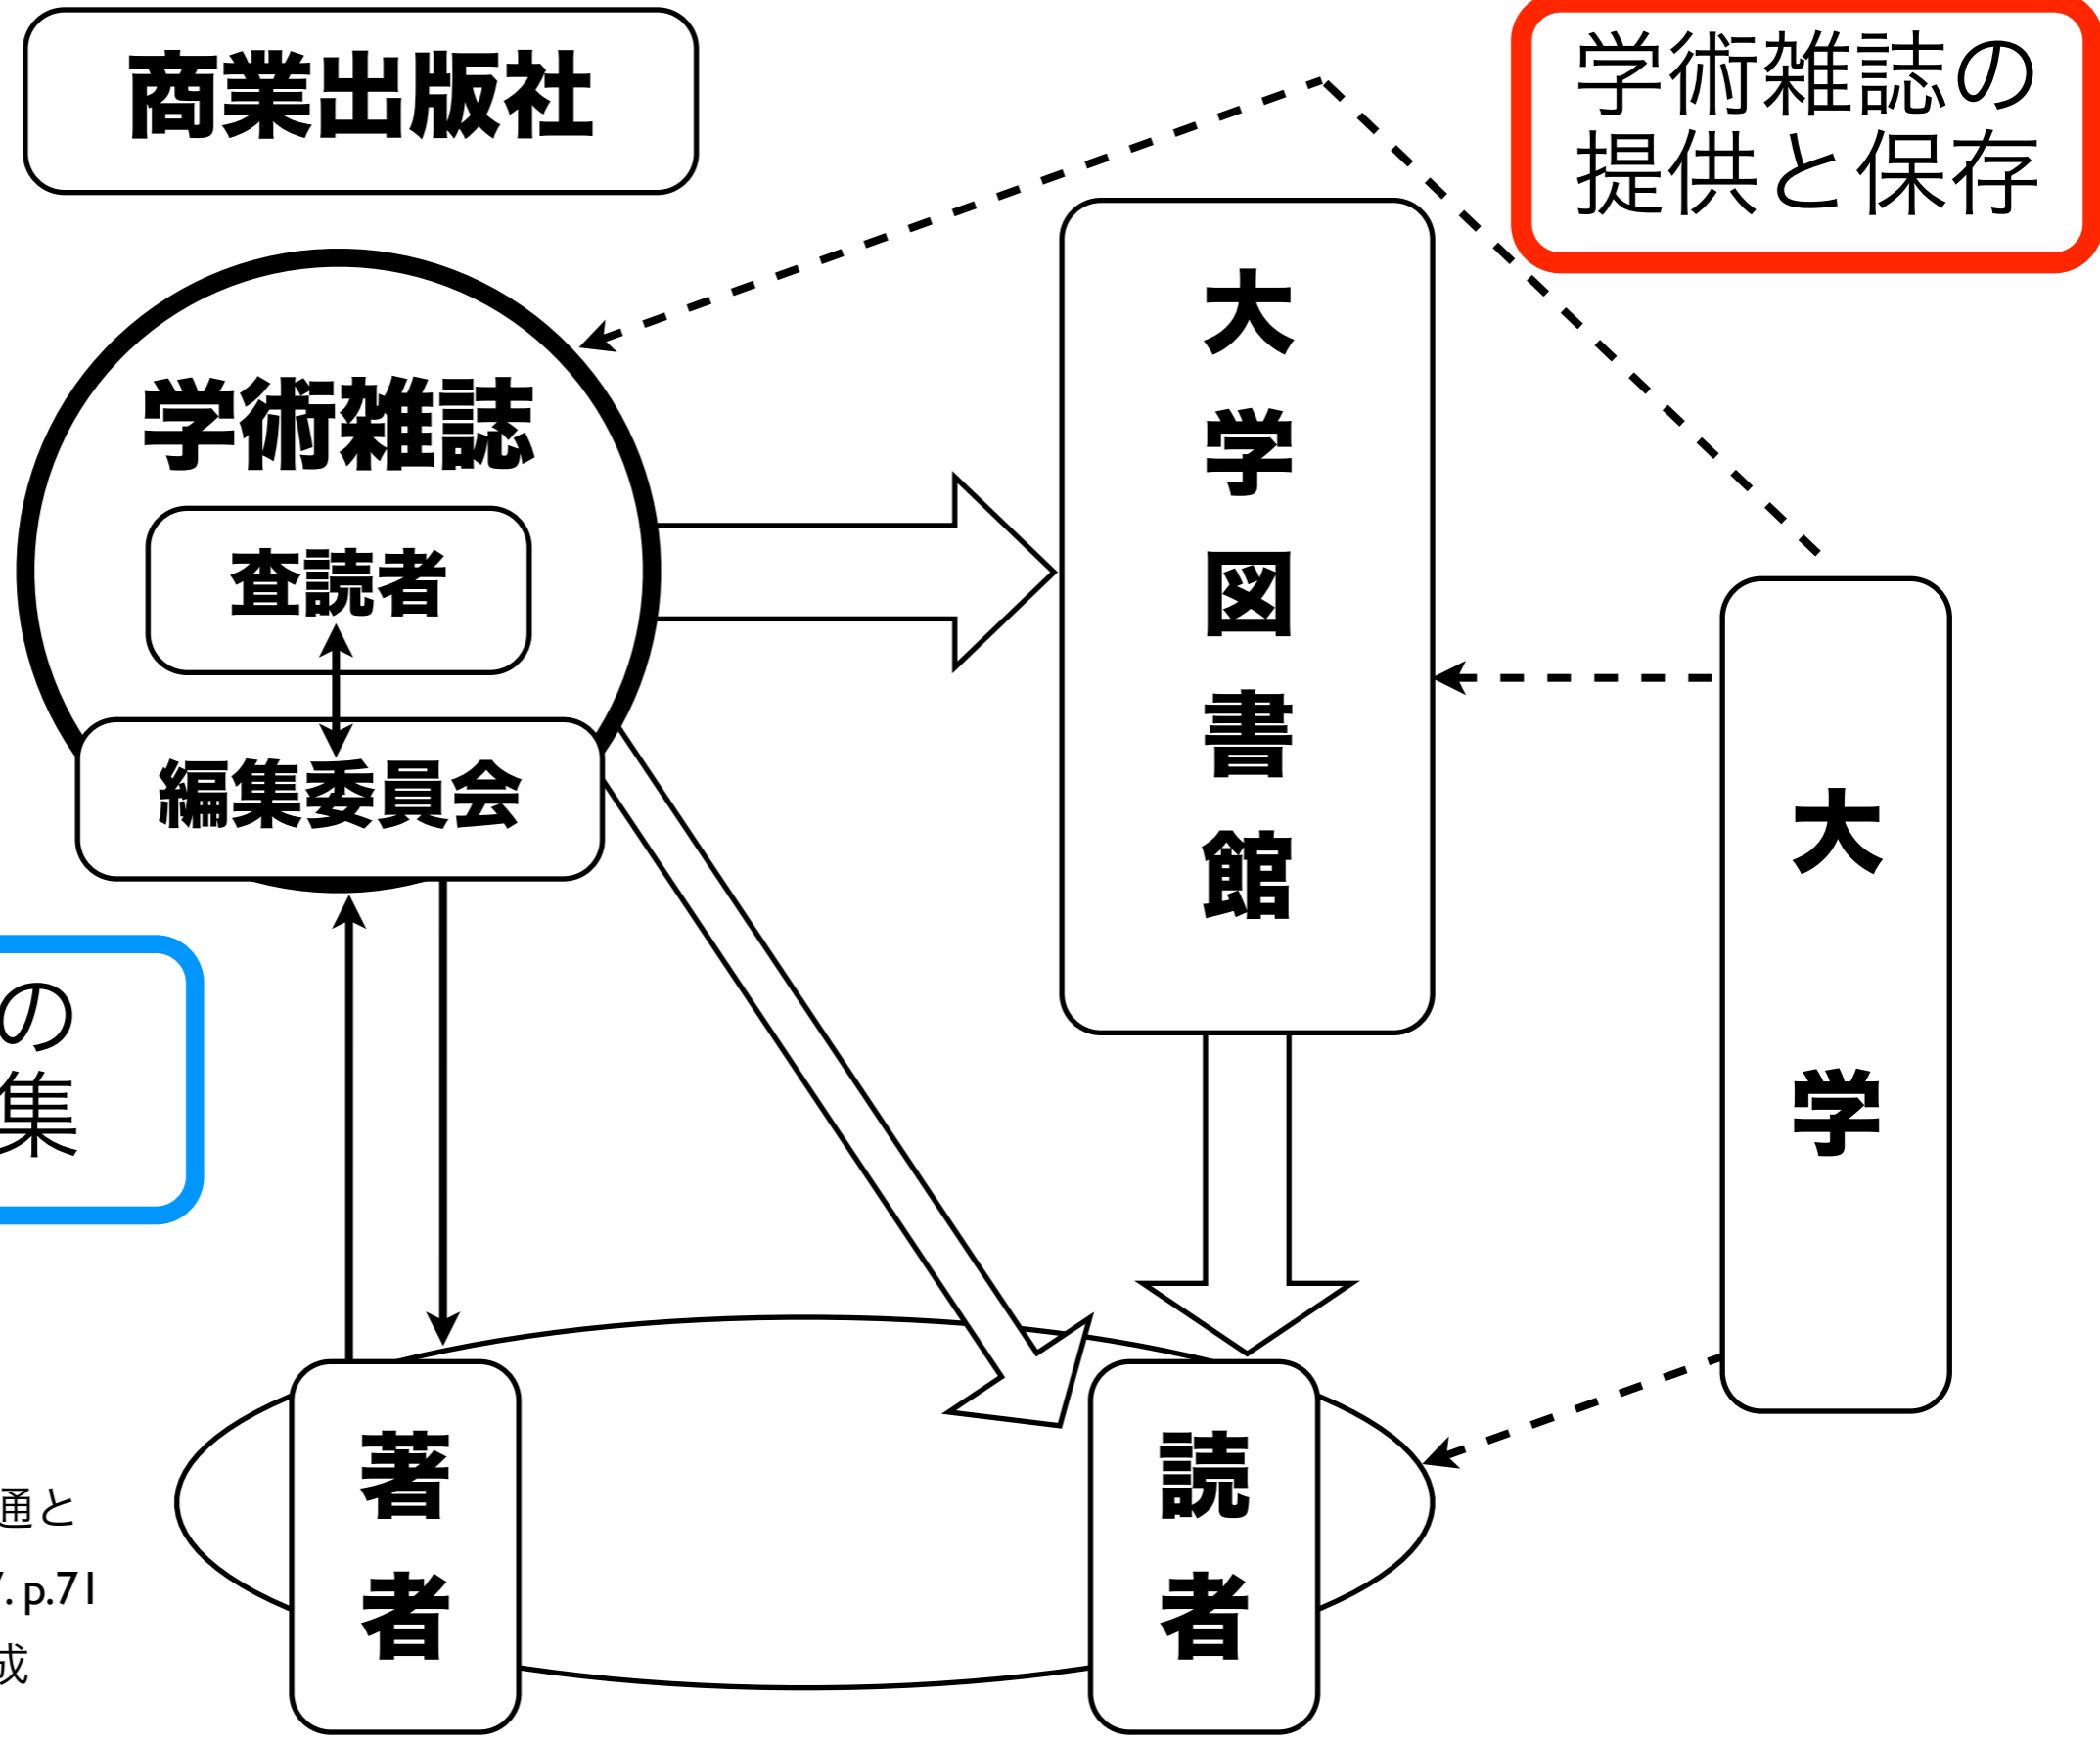 商業出版社
学術雑誌の
提供と保存
学術雑誌
査読者
編集委員会
大学図書館
大学
の
集
著者
読者
通と
. p.71
成